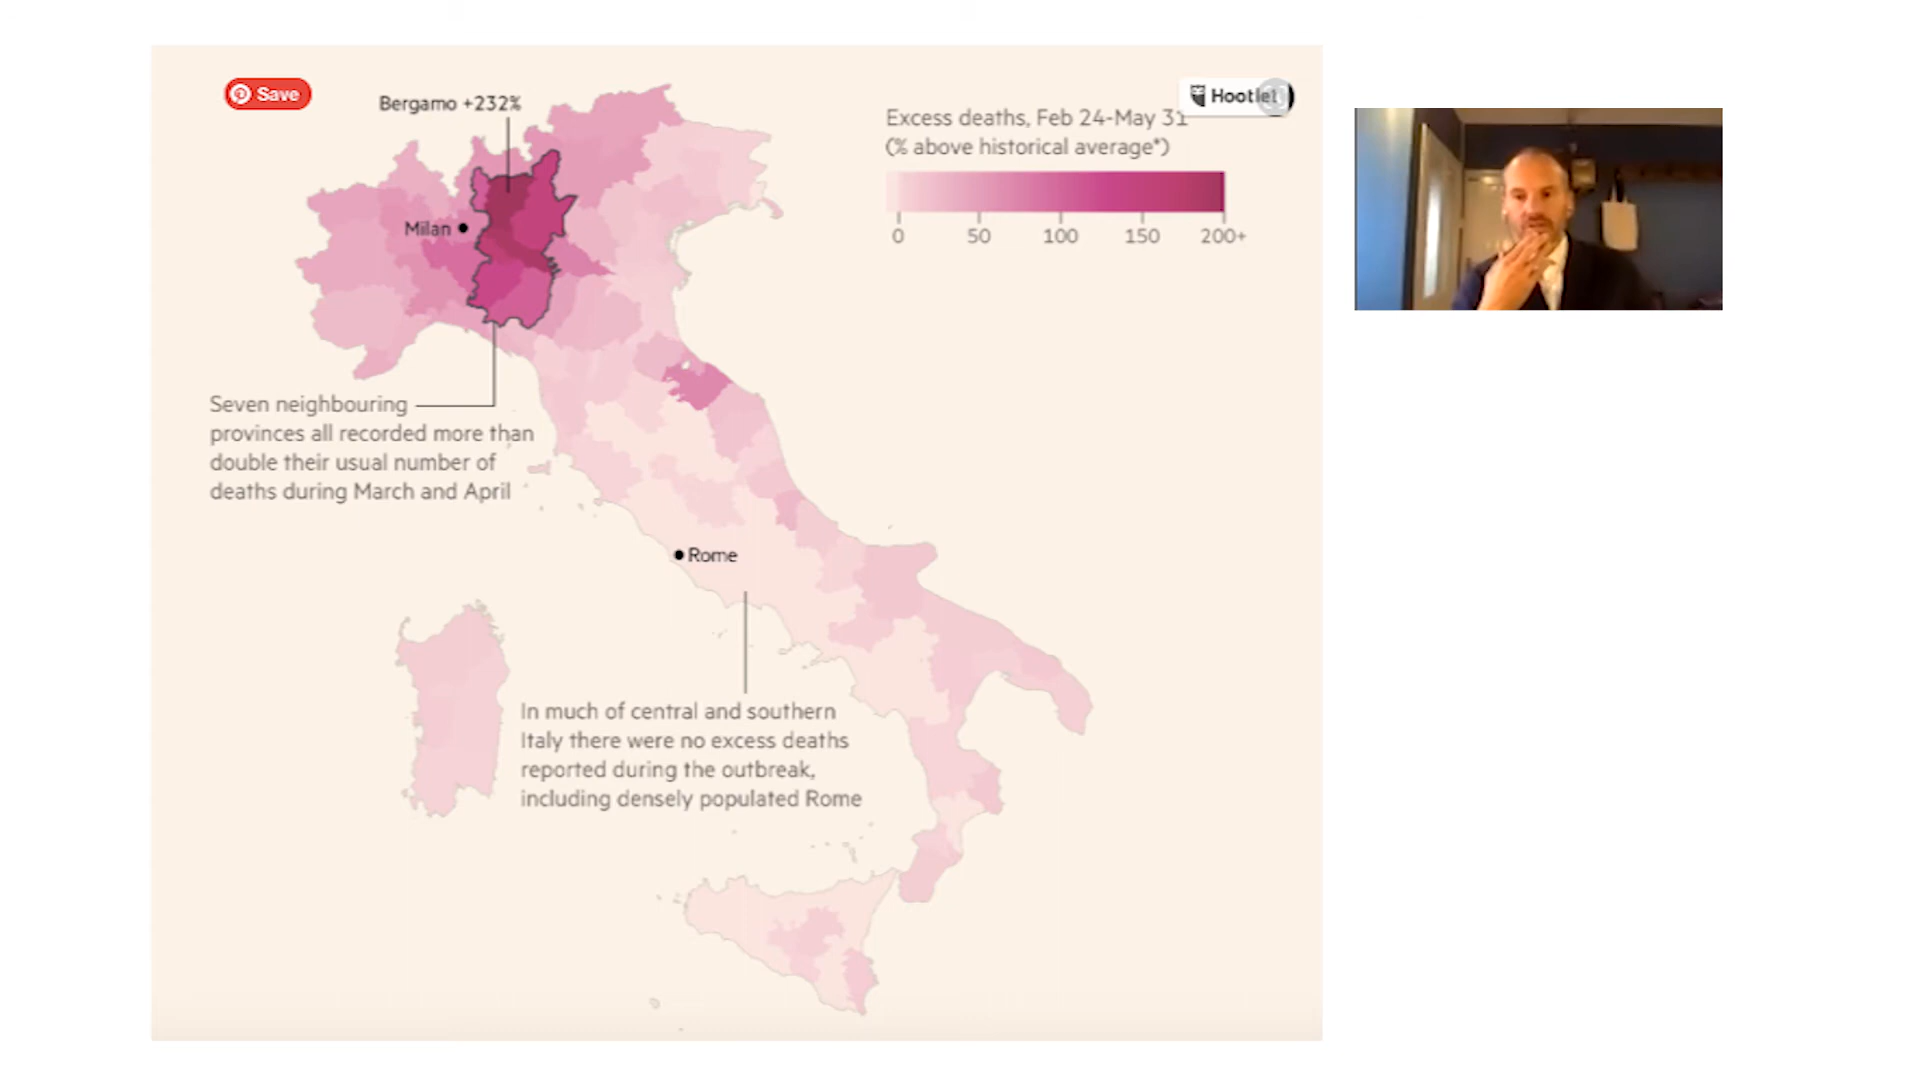 Save
Bergamo +232%
Hootlet
Excess deaths, Feb 24-May 31
(% above historical average*)
0 50 100 150 200+
Milan
Seven neighbouring
provinces all recorded more than
double their usual number of
deaths during March and April
Rome
In much of central and southern
Italy there were no excess deaths
reported during the outbreak,
including densely populated Rome